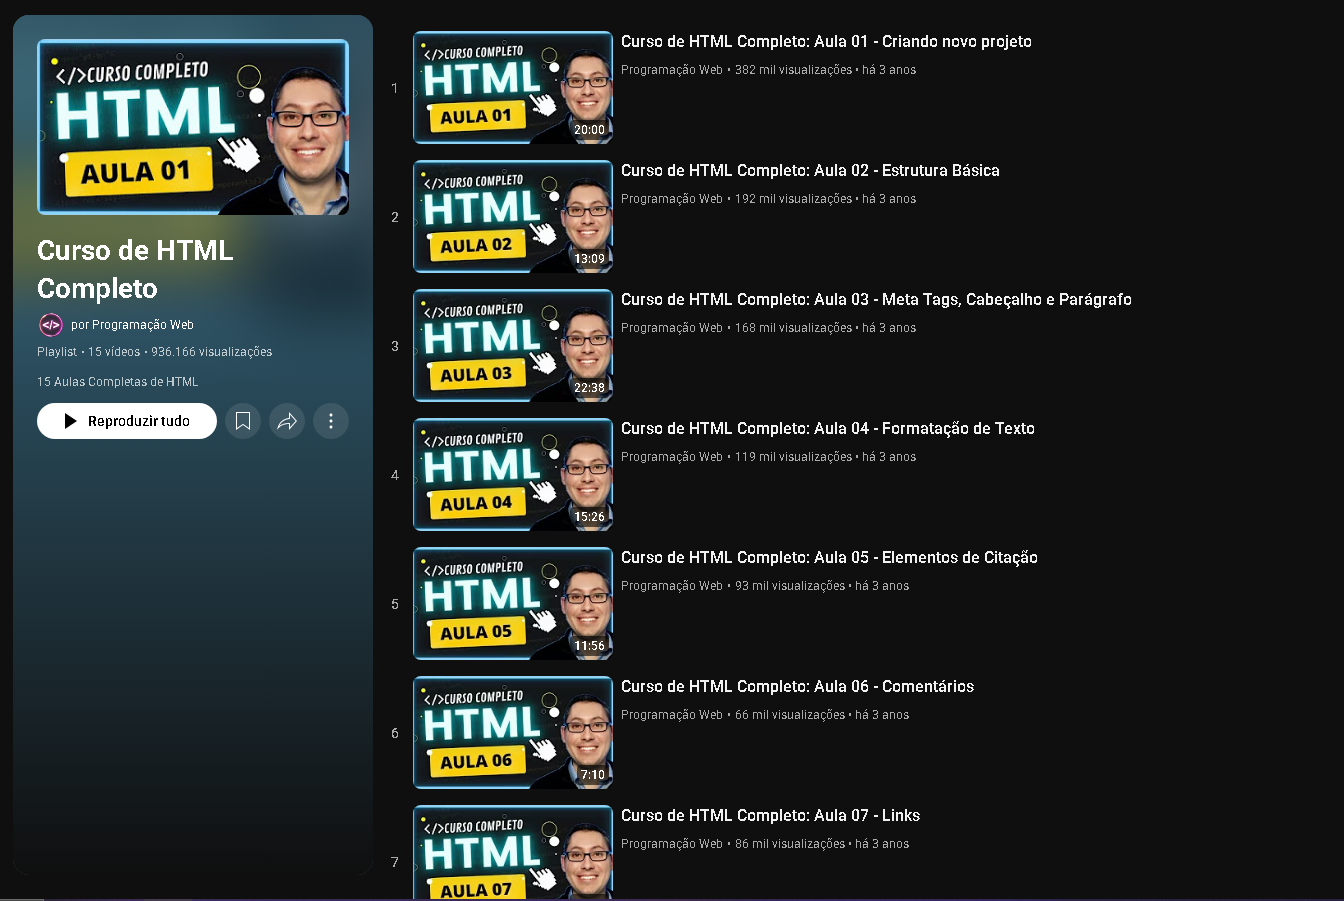 </>CURSO COMPLETO
HTML
AULA 01
Curso de HTML
Completo
</>
por Programação Web
Playlist • 15 vídeos • 936.166 visualizações
15 Aulas Completas de HTML
Reproduzir tudo
1
</>CURSO COMPLETO
HTML
AULA 01
20:00
Curso de HTML Completo: Aula 01 - Criando novo projeto
Programação Web • 382 mil visualizações • há 3 anos
2
</>CURSO COMPLETO
HTML
AULA 02
13:09
Curso de HTML Completo: Aula 02 - Estrutura Básica
Programação Web • 192 mil visualizações • há 3 anos
3
</>CURSO COMPLETO
HTML
AULA 03
22:38
Curso de HTML Completo: Aula 03 - Meta Tags, Cabeçalho e Parágrafo
Programação Web • 168 mil visualizações • há 3 anos
4
</>CURSO COMPLETO
HTML
AULA 04
15:26
Curso de HTML Completo: Aula 04 - Formatação de Texto
Programação Web • 119 mil visualizações • há 3 anos
5
</>CURSO COMPLETO
HTML
AULA 05
11:56
Curso de HTML Completo: Aula 05 - Elementos de Citação
Programação Web • 93 mil visualizações • há 3 anos
6
</>CURSO COMPLETO
HTML
AULA 06
7:10
Curso de HTML Completo: Aula 06 - Comentários
Programação Web • 66 mil visualizações • há 3 anos
7
</>CURSO COMPLETO
HTML
AULA 07
Curso de HTML Completo: Aula 07 - Links
Programação Web • 86 mil visualizações • há 3 anos